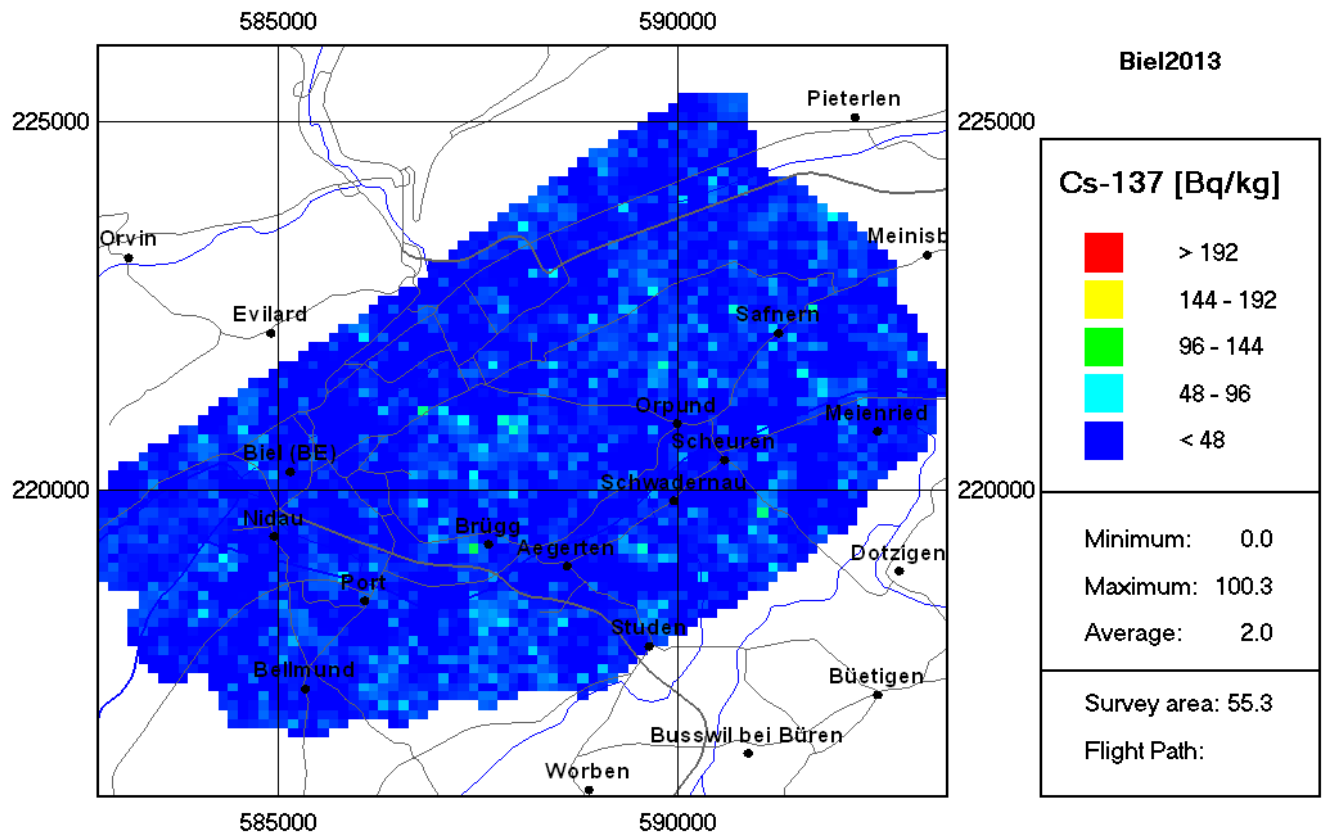 585000 590000
Biel2013
Pieterlen
225000 225000
Cs-137 [Bq/kg]
> 192
144 - 192
96 - 144
48 - 96
< 48
Orvin
Meinisb
Evilard
Safnern
Orpund
Meienried
Scheuren
Biel (BE)
Schwadernau
220000 220000
Nidau
Brügg
Aegerten
Dotzigen
Port
Studen
Bellmund
Büetigen
Busswil bei Büren
Worben
Minimum: 0.0
Maximum: 100.3
Average: 2.0
Survey area: 55.3
Flight Path:
585000 590000